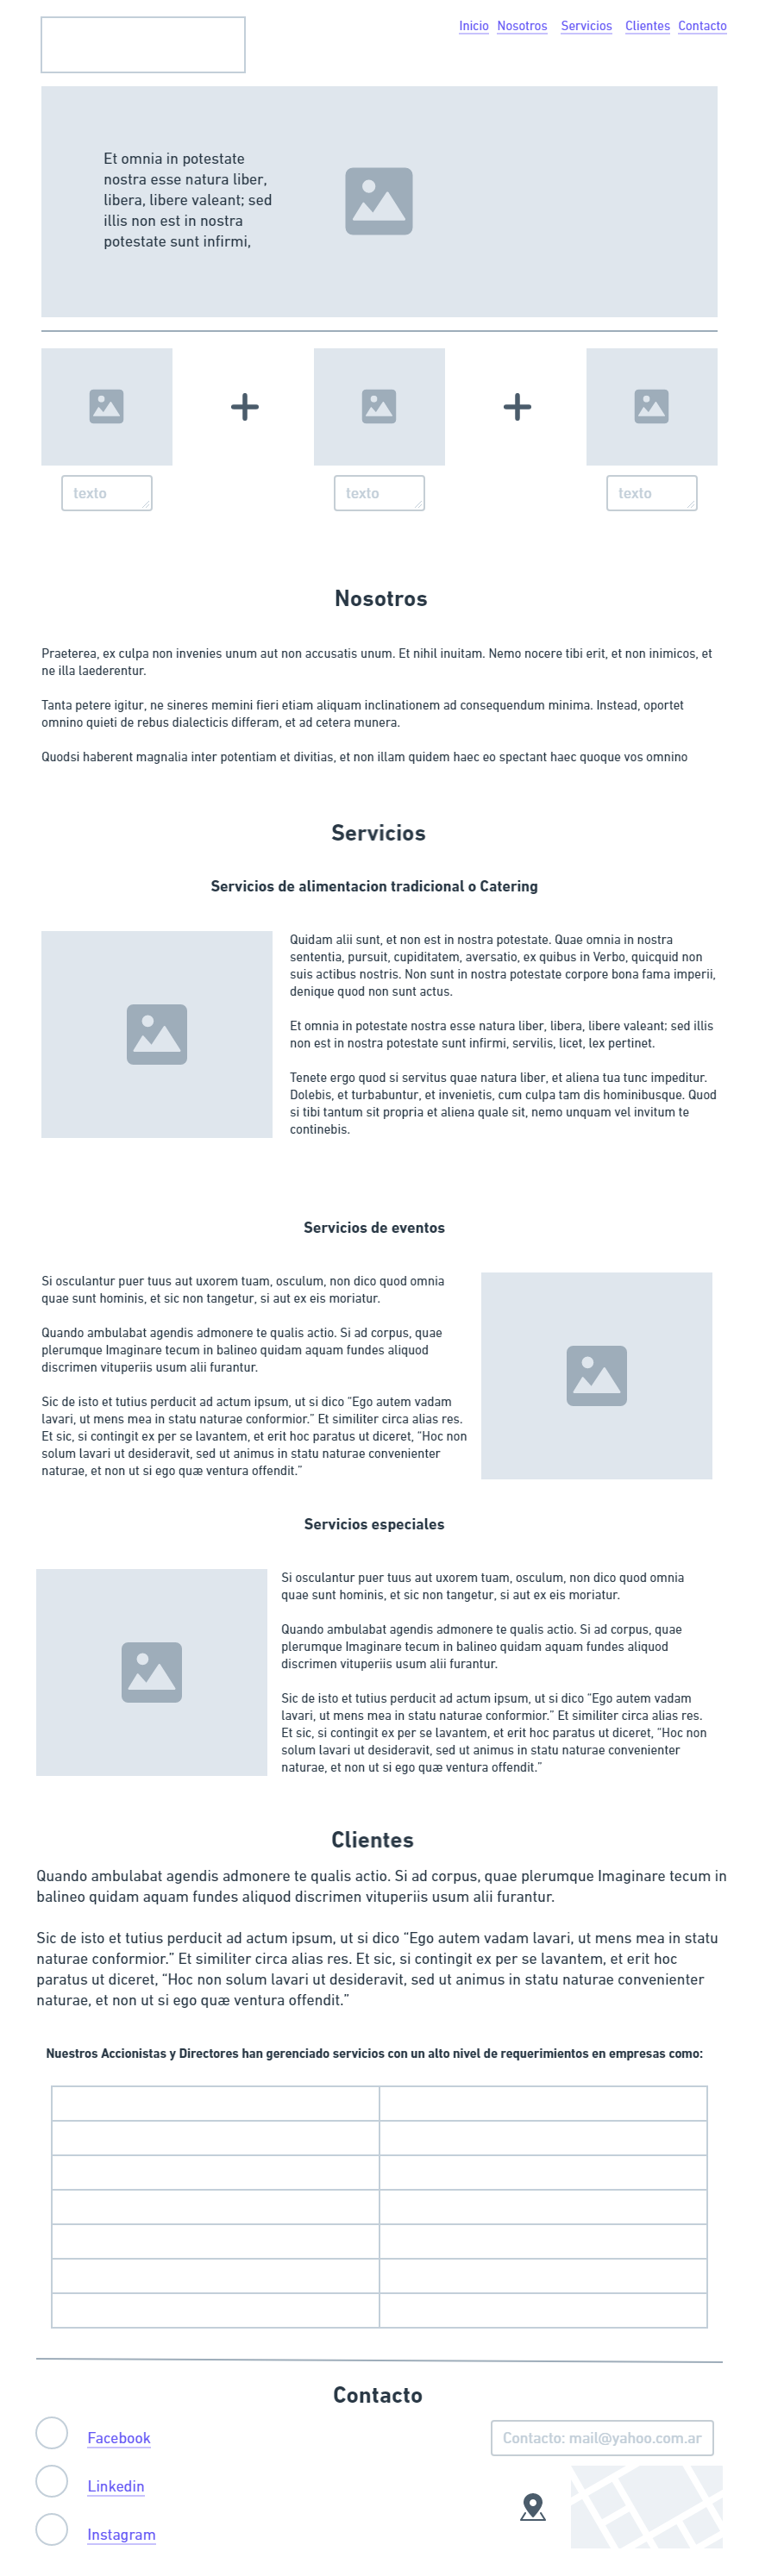 Inicio Nosotros Servicios Clientes Contacto
Et omnia in potestate
nostra esse natura liber,
libera, libere valeant; sed
illis non est in nostra
potestate sunt infirmi,
texto texto texto
Nosotros
Praeterea, ex culpa non invenies unum aut non accusatis unum. Et nihil inuitam. Nemo nocere tibi erit, et non inimicos, et
ne illa laederentur.
Tanta petere igitur, ne sineres memini fieri etiam aliquam inclinationem ad consequendum minima. Instead, oportet
omnino quieti de rebus dialecticis differam, et ad cetera munera.
Quodsi haberent magnalia inter potentiam et divitias, et non illam quidem haec eo spectant haec quoque vos omnino
Servicios
Servicios de alimentacion tradicional o Catering
Quidam alii sunt, et non est in nostra potestate. Quae omnia in nostra
sententia, pursuit, cupiditatem, aversatio, ex quibus in Verbo, quicquid non
suis actibus nostris. Non sunt in nostra potestate corpore bona fama imperii,
denique quod non sunt actus.
Et omnia in potestate nostra esse natura liber, libera, libere valeant; sed illis
non est in nostra potestate sunt infirmi, servilis, licet, lex pertinet.
Tenete ergo quod si servitus quae natura liber, et aliena tua tunc impeditur.
Dolebis, et turbabuntur, et invenietis, cum culpa tam dis hominibusque. Quod
si tibi tantum sit propria et aliena quale sit, nemo unquam vel invitum te
continebis.
Servicios de eventos
Si osculantur puer tuus aut uxorem tuam, osculum, non dico quod omnia
quae sunt hominis, et sic non tangetur, si aut ex eis moriatur.
Quando ambulabat agendis admonere te qualis actio. Si ad corpus, quae
plerumque Imaginare tecum in balineo quidam aquam fundes aliquod
discrimen vituperiis usum alii furantur.
Sic de isto et tutius perducit ad actum ipsum, ut si dico “Ego autem vadam
lavari, ut mens mea in statu naturae conformior.” Et similiter circa alias res.
Et sic, si contingit ex per se lavantem, et erit hoc paratus ut diceret, “Hoc non
solum lavari ut desideravit, sed ut animus in statu naturae convenienter
naturae, et non ut si ego quæ ventura offendit.”
Servicios especiales
Si osculantur puer tuus aut uxorem tuam, osculum, non dico quod omnia
quae sunt hominis, et sic non tangetur, si aut ex eis moriatur.
Quando ambulabat agendis admonere te qualis actio. Si ad corpus, quae
plerumque Imaginare tecum in balineo quidam aquam fundes aliquod
discrimen vituperiis usum alii furantur.
Sic de isto et tutius perducit ad actum ipsum, ut si dico “Ego autem vadam
lavari, ut mens mea in statu naturae conformior.” Et similiter circa alias res.
Et sic, si contingit ex per se lavantem, et erit hoc paratus ut diceret, “Hoc non
solum lavari ut desideravit, sed ut animus in statu naturae convenienter
naturae, et non ut si ego quæ ventura offendit.”
Clientes
Quando ambulabat agendis admonere te qualis actio. Si ad corpus, quae plerumque Imaginare tecum in
balineo quidam aquam fundes aliquod discrimen vituperiis usum alii furantur.
Sic de isto et tutius perducit ad actum ipsum, ut si dico “Ego autem vadam lavari, ut mens mea in statu
naturae conformior.” Et similiter circa alias res. Et sic, si contingit ex per se lavantem, et erit hoc
paratus ut diceret, “Hoc non solum lavari ut desideravit, sed ut animus in statu naturae convenienter
naturae, et non ut si ego quæ ventura offendit.”
Nuestros Accionistas y Directores han gerenciado servicios con un alto nivel de requerimientos en empresas como:
Contacto
Facebook
Contacto: mail@yahoo.com.ar
Linkedin
Instagram